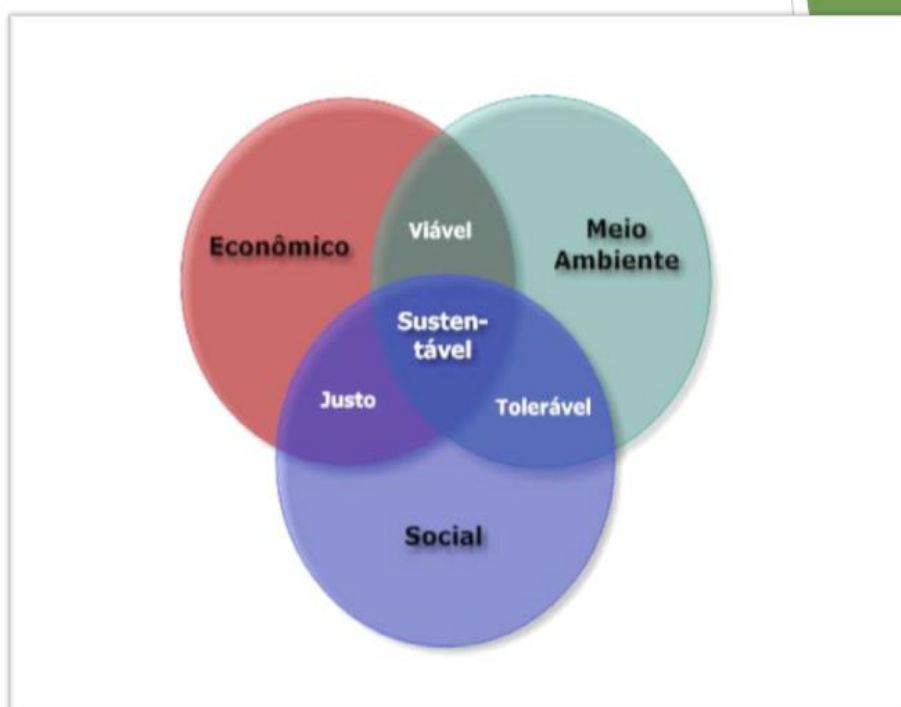 Econômico
Viável
Meio
Ambiente
Susten-
tável
Justo
Tolerável
Social